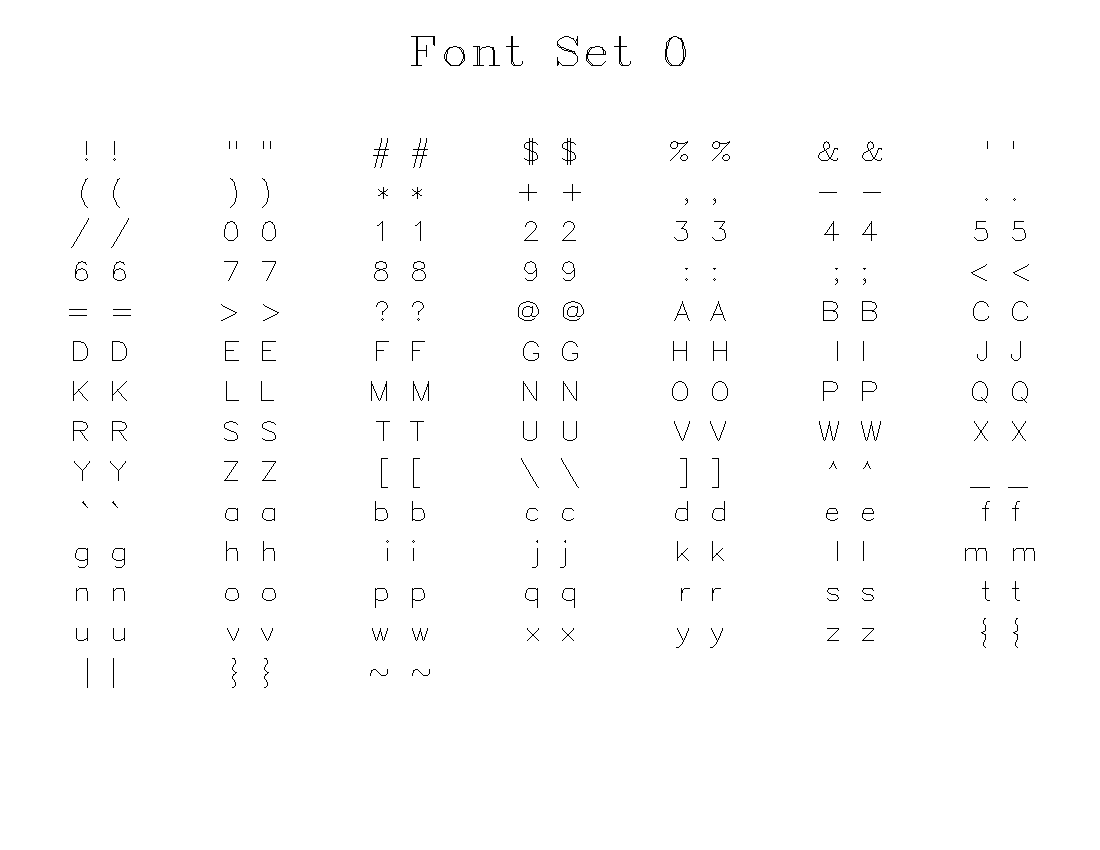 Font Set 0
! ! " " # # $ $ % % & & ' '
( ( ) ) * * + + , , – – . .
/ / 0 0 1 1 2 2 3 3 4 4 5 5
6 6 7 7 8 8 9 9 : : ; ; < <
= = > > ? ? @ @ A A B B C C
D D E E F F G G H H I I J J
K K L L M M N N O O P P Q Q
R R S S T T U U V V W W X X
Y Y Z Z [ [ \ \ ] ] ^ ^ _ _
` ` a a b b c c d d e e f f
g g h h i i j j k k l l m m
n n o o p p q q r r s s t t
u u v v w w x x y y z z { {
| | } } ~ ~